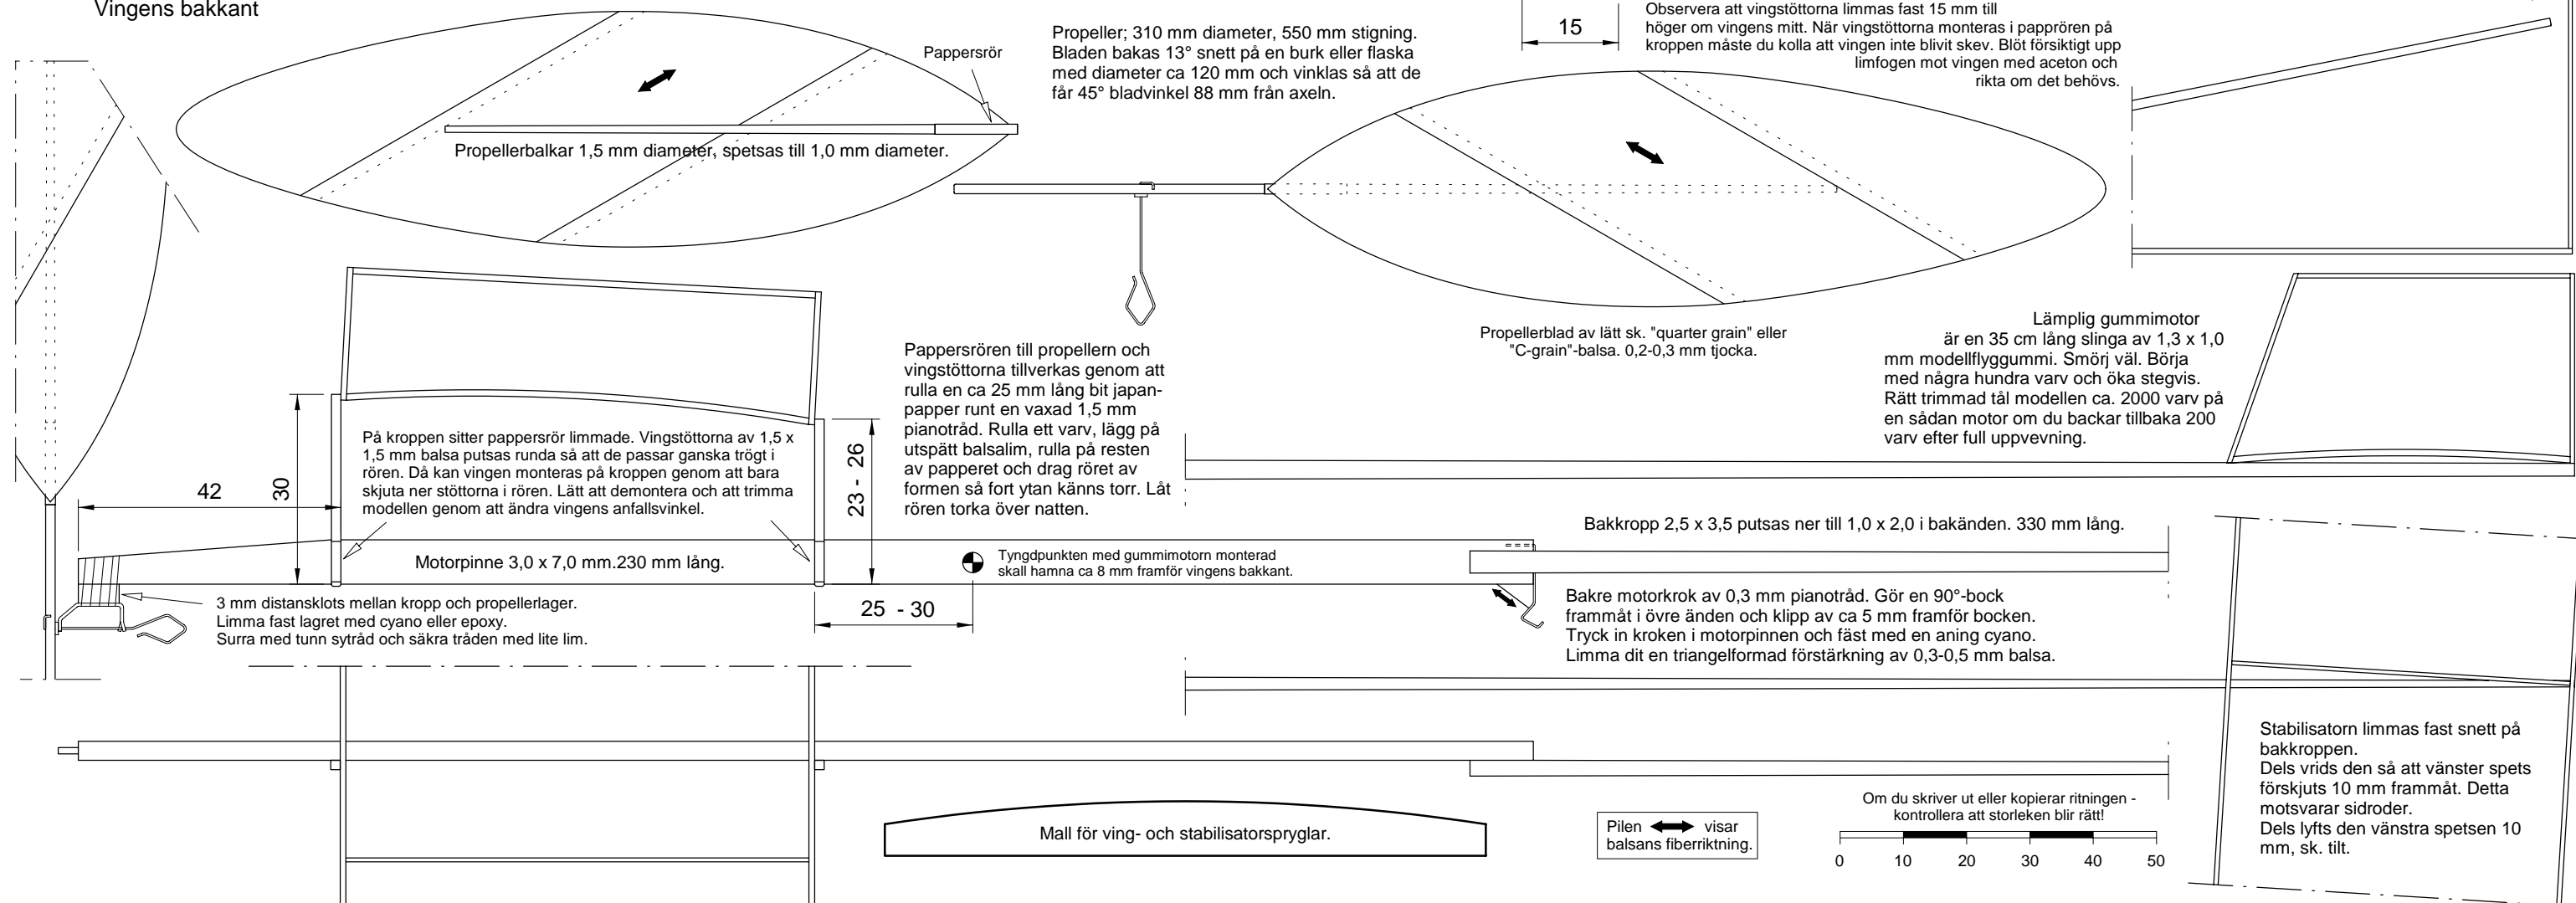 Vingens bakkant
Pappersrör
Propellerbalkar 1,5 mm diameter, spetsas till 1,0 mm diameter.
Propeller; 310 mm diameter, 550 mm stigning.
Bladen bakas 13° snett på en burk eller flaska
med diameter ca 120 mm och vinklas så att de
får 45° bladvinkel 88 mm från axeln.
15
Observera att vingstöttorna limmas fast 15 mm till
höger om vingens mitt. När vingstöttorna monteras i papprören på
kroppen måste du kolla att vingen inte blivit skev. Blöt försiktigt upp
limfogen mot vingen med aceton och
rikta om det behövs.
Propellerblad av lätt sk. "quarter grain" eller
"C-grain"-balsa. 0,2-0,3 mm tjocka.
Lämplig gummimotor
är en 35 cm lång slinga av 1,3 x 1,0
mm modellflyggummi. Smörj väl. Börja
med några hundra varv och öka stegvis.
Rätt trimmad tål modellen ca. 2000 varv på
en sådan motor om du backar tillbaka 200
varv efter full uppvevning.
Pappersrören till propellern och
vingstöttorna tillverkas genom att
rulla en ca 25 mm lång bit japan-
papper runt en vaxad 1,5 mm
pianotråd. Rulla ett varv, lägg på
utspätt balsalim, rulla på resten
av papperet och drag röret av
formen så fort ytan känns torr. Låt
rören torka över natten.
På kroppen sitter pappersrör limmade. Vingstöttorna av 1,5 x
1,5 mm balsa putsas runda så att de passar ganska trögt i
rören. Då kan vingen monteras på kroppen genom att bara
skjuta ner stöttorna i rören. Lätt att demontera och att trimma
modellen genom att ändra vingens anfallsvinkel.
42
30
23 - 26
Motorpinne 3,0 x 7,0 mm.230 mm lång.
Tyngdpunkten med gummimotorn monterad
skall hamna ca 8 mm framför vingens bakkant.
25 - 30
Bakkropp 2,5 x 3,5 putsas ner till 1,0 x 2,0 i bakänden. 330 mm lång.
3 mm distansklots mellan kropp och propellerlager.
Limma fast lagret med cyano eller epoxy.
Surra med tunn sytråd och säkra tråden med lite lim.
Bakre motorkrok av 0,3 mm pianotråd. Gör en 90°-bock
frammåt i övre änden och klipp av ca 5 mm framför bocken.
Tryck in kroken i motorpinnen och fäst med en aning cyano.
Limma dit en triangelformad förstärkning av 0,3-0,5 mm balsa.
Stabilisatorn limmas fast snett på
bakkroppen.
Dels vrids den så att vänster spets
förskjuts 10 mm frammåt. Detta
motsvarar sidroder.
Dels lyfts den vänstra spetsen 10
mm, sk. tilt.
Mall för ving- och stabilisatorspryglar.
Pilen visar
balsans fiberriktning.
Om du skriver ut eller kopierar ritningen -
kontrollera att storleken blir rätt!
0 10 20 30 40 50